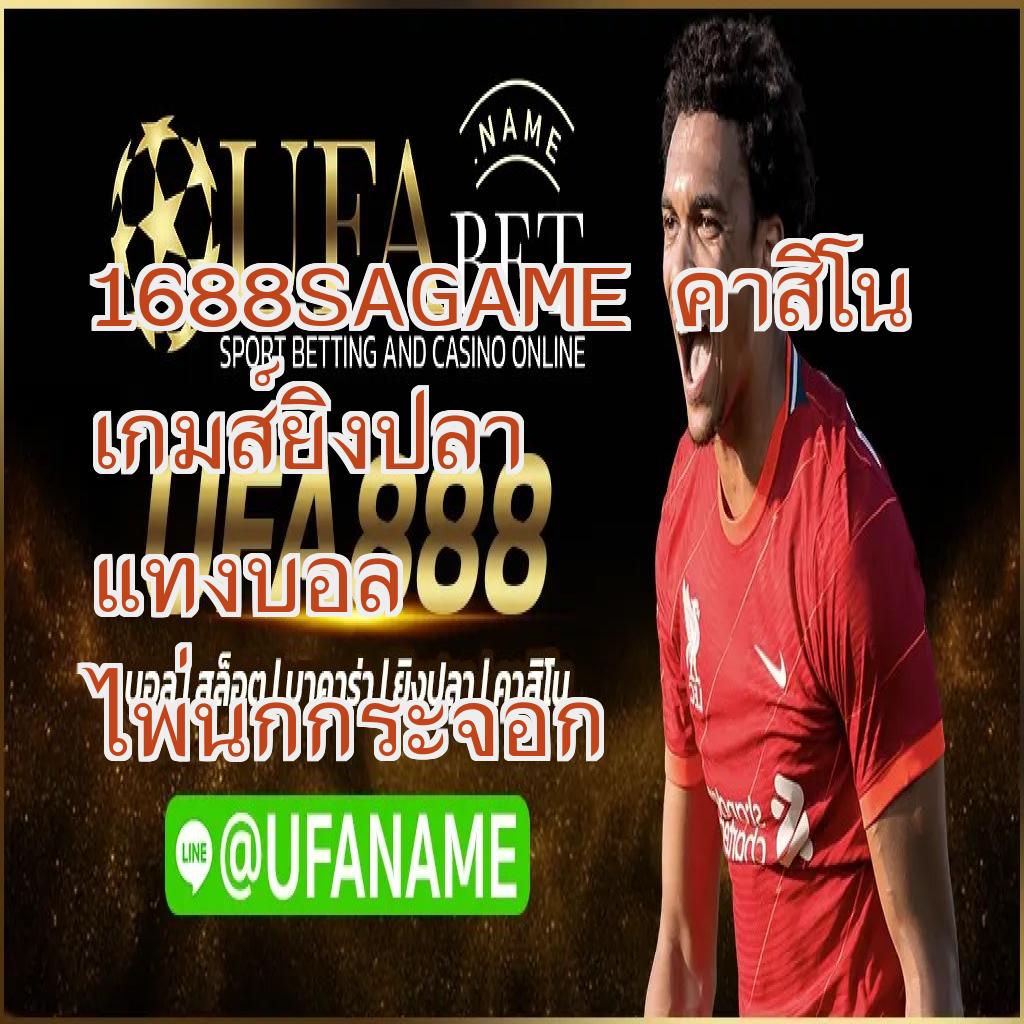 .NAME
UFA
BET
1688SAGAME คาสิโน
SPORT BETTING AND CASINO ONLINE
เกมส์ยิงปลา
UFA888
แทงบอล
บอล | สล็อต | บาคาร่า | ยิงปลา | คาสิโน
ไพ่นกกระจอก
LINE
@UFANAME